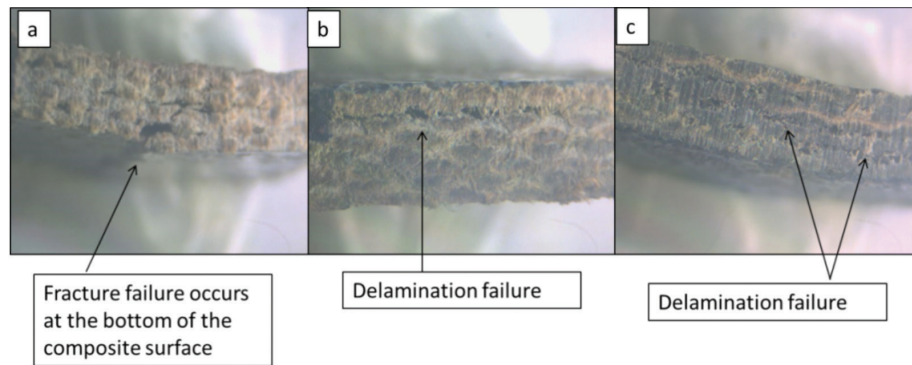 a
b
c
Fracture failure occurs
at the bottom of the
composite surface
Delamination failure
Delamination failure